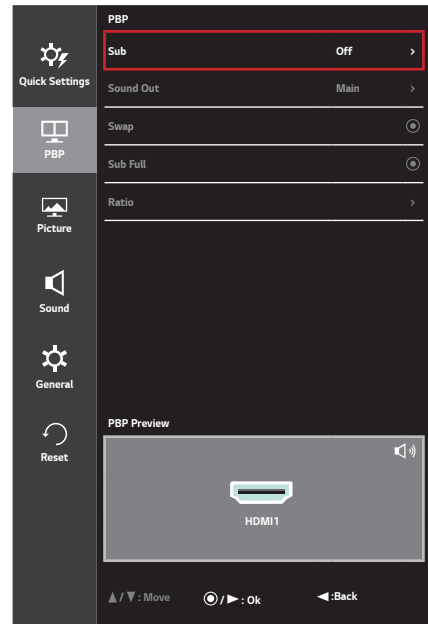 PBP
Sub Off >
Quick Settings
Sound Out Main >
Swap
PBP
Sub Full
Ratio >
Picture
Sound
General
PBP Preview
Reset
HDMI1
▲/▼: Move ◉/►: Ok ◄:Back